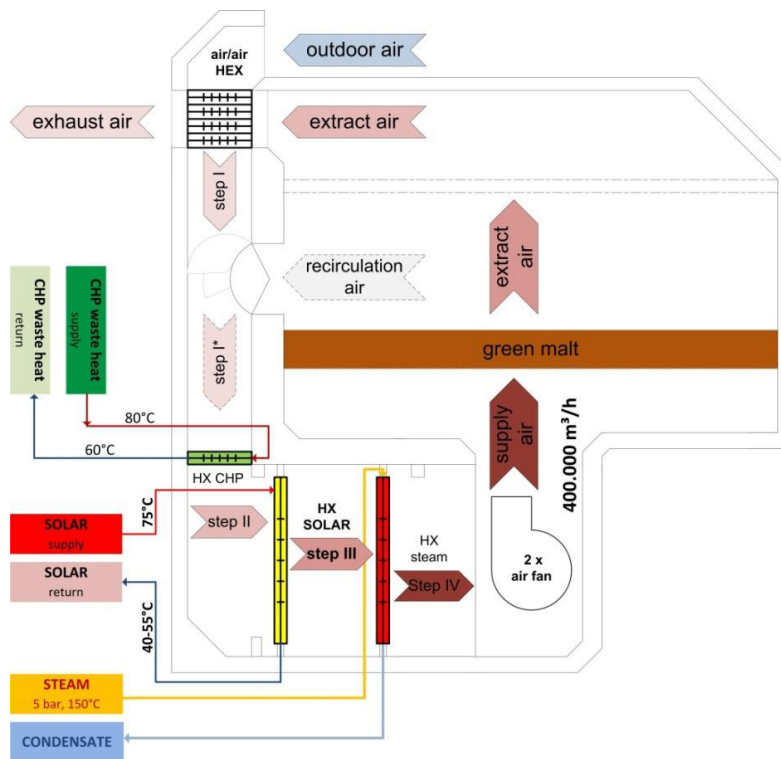 air/air
HEX
outdoor air
exhaust air
extract air
step I
recirculation
air
extract
air
CHP waste heat
return
CHP waste heat
supply
step I*
green malt
80°C
60°C
HX CHP
supply
air
400.000 m³/h
SOLAR
supply
75°C
step II
HX
SOLAR
step III
HX
steam
Step IV
2 x
air fan
SOLAR
return
40-55°C
STEAM
5 bar, 150°C
CONDENSATE